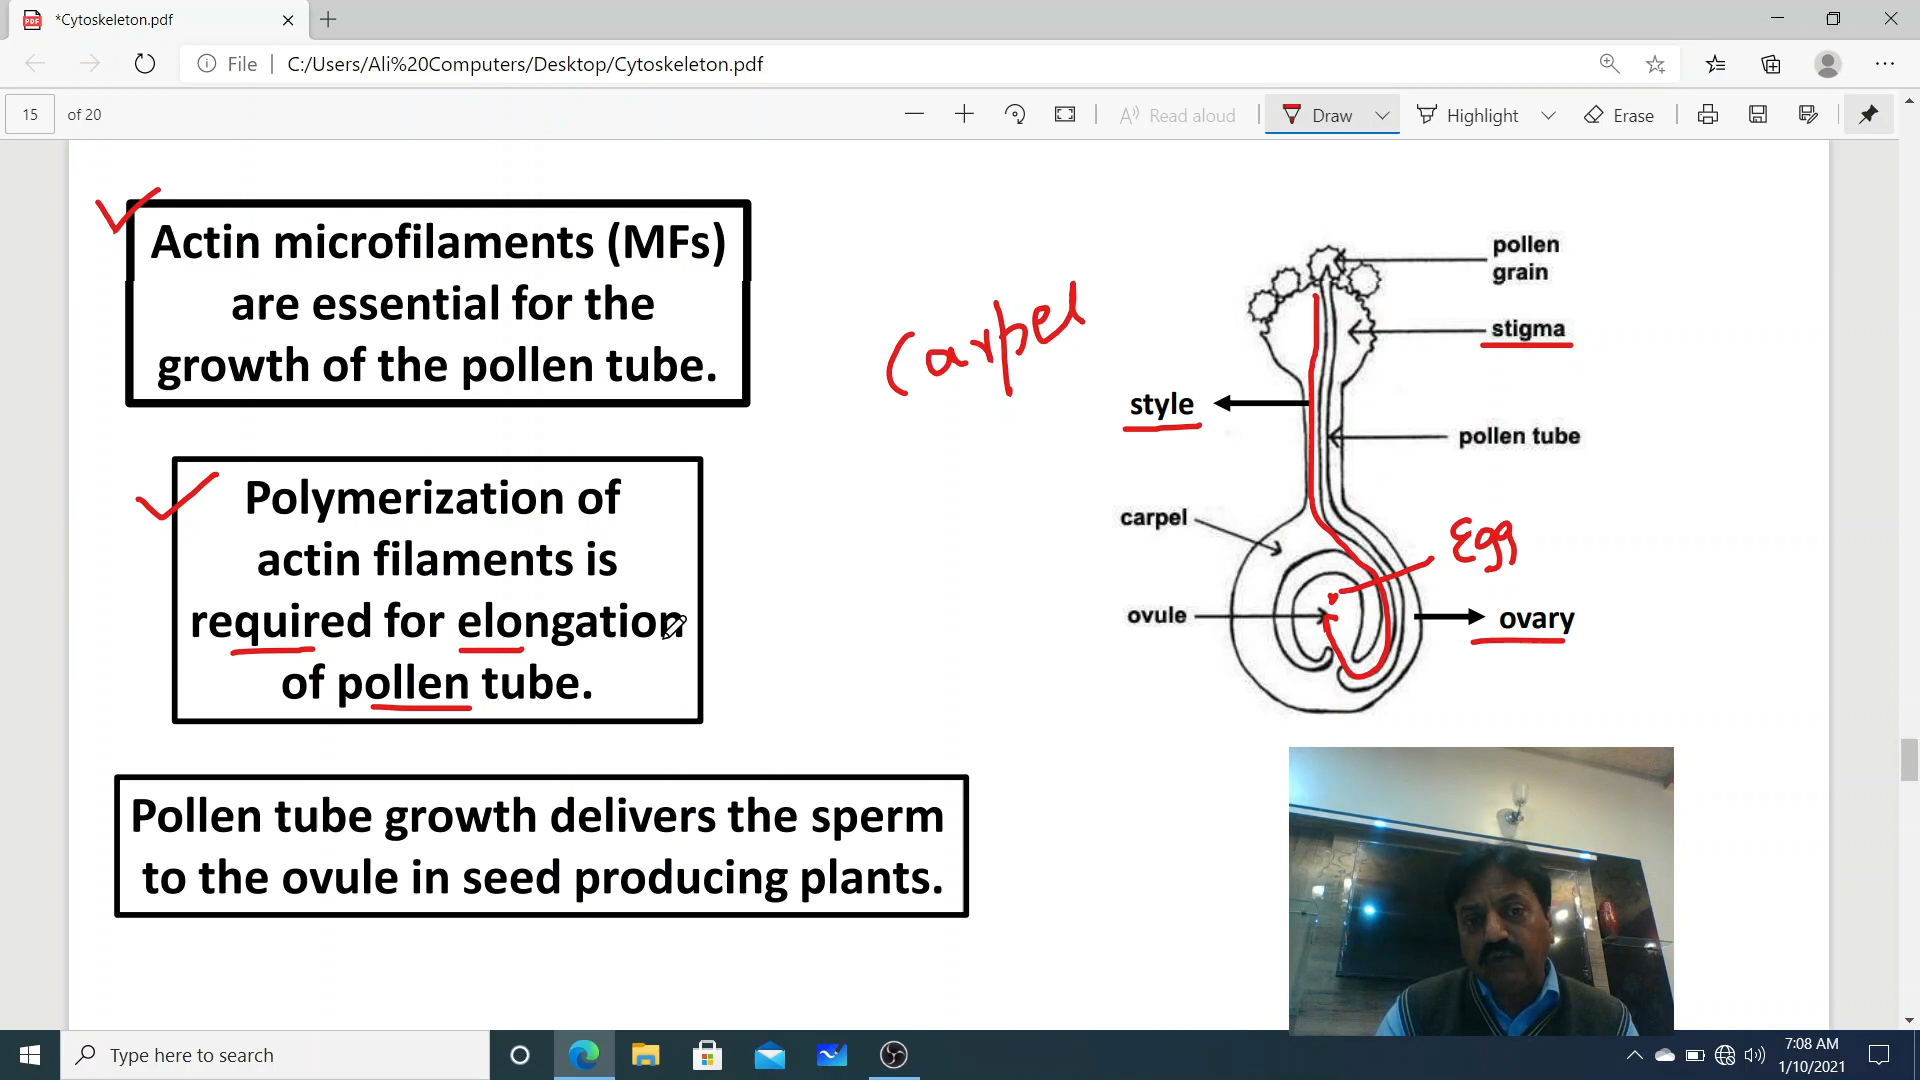 *Cytoskeleton.pdf
File
C:/Users/Ali%20Computers/Desktop/Cytoskeleton.pdf
15 of 20
Read aloud
Draw
Highlight
Erase
Actin microfilaments (MFs)
are essential for the
growth of the pollen tube.
Polymerization of
actin filaments is
required for elongation
of pollen tube.
Pollen tube growth delivers the sperm
to the ovule in seed producing plants.
Carpel
pollen
grain
stigma
style
pollen tube
carpel
Egg
ovule
ovary
Type here to search
7:08 AM
1/10/2021